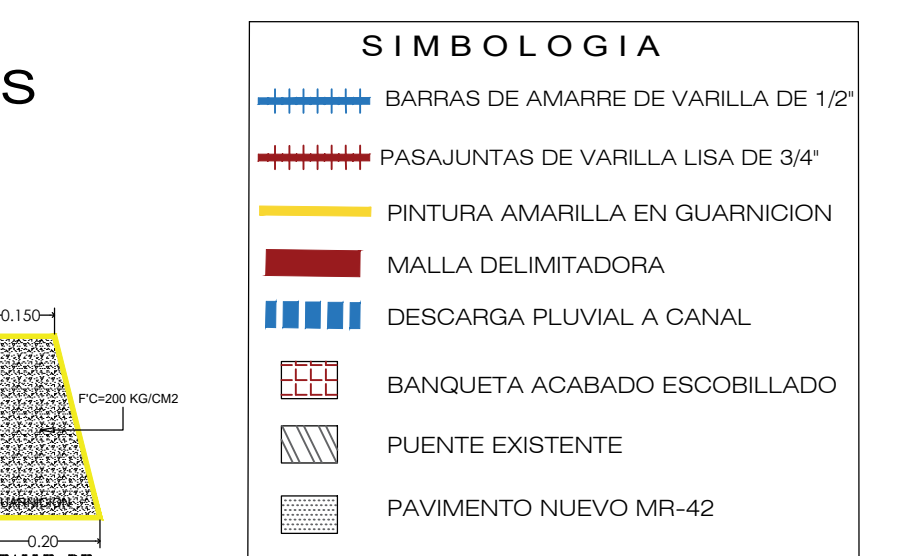 S
SIMBOLOGIA
BARRAS DE AMARRE DE VARILLA DE 1/2"
PASAJUNTAS DE VARILLA LISA DE 3/4"
PINTURA AMARILLA EN GUARNICION
MALLA DELIMITADORA
0.150
DESCARGA PLUVIAL A CANAL
BANQUETA ACABADO ESCOBILLADO
F'C=200 KG/CM2
PUENTE EXISTENTE
PAVIMENTO NUEVO MR-42
0.20